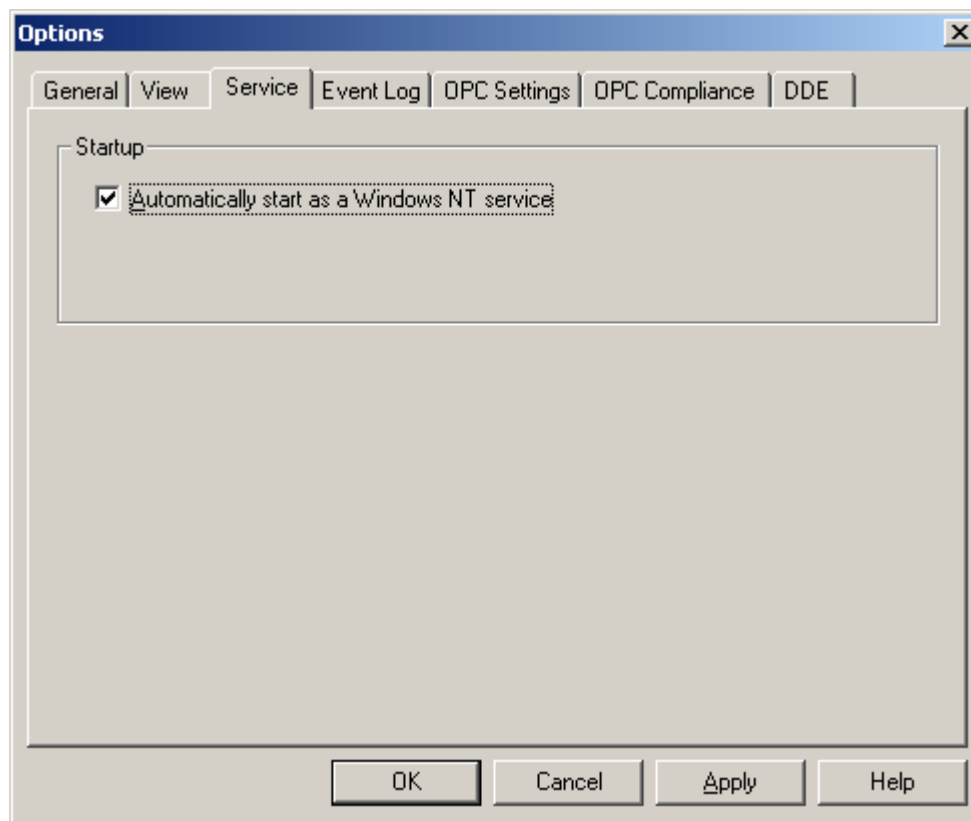 Options
General View Service Event Log OPC Settings OPC Compliance DDE
Startup
Automatically start as a Windows NT service
OK Cancel Apply Help